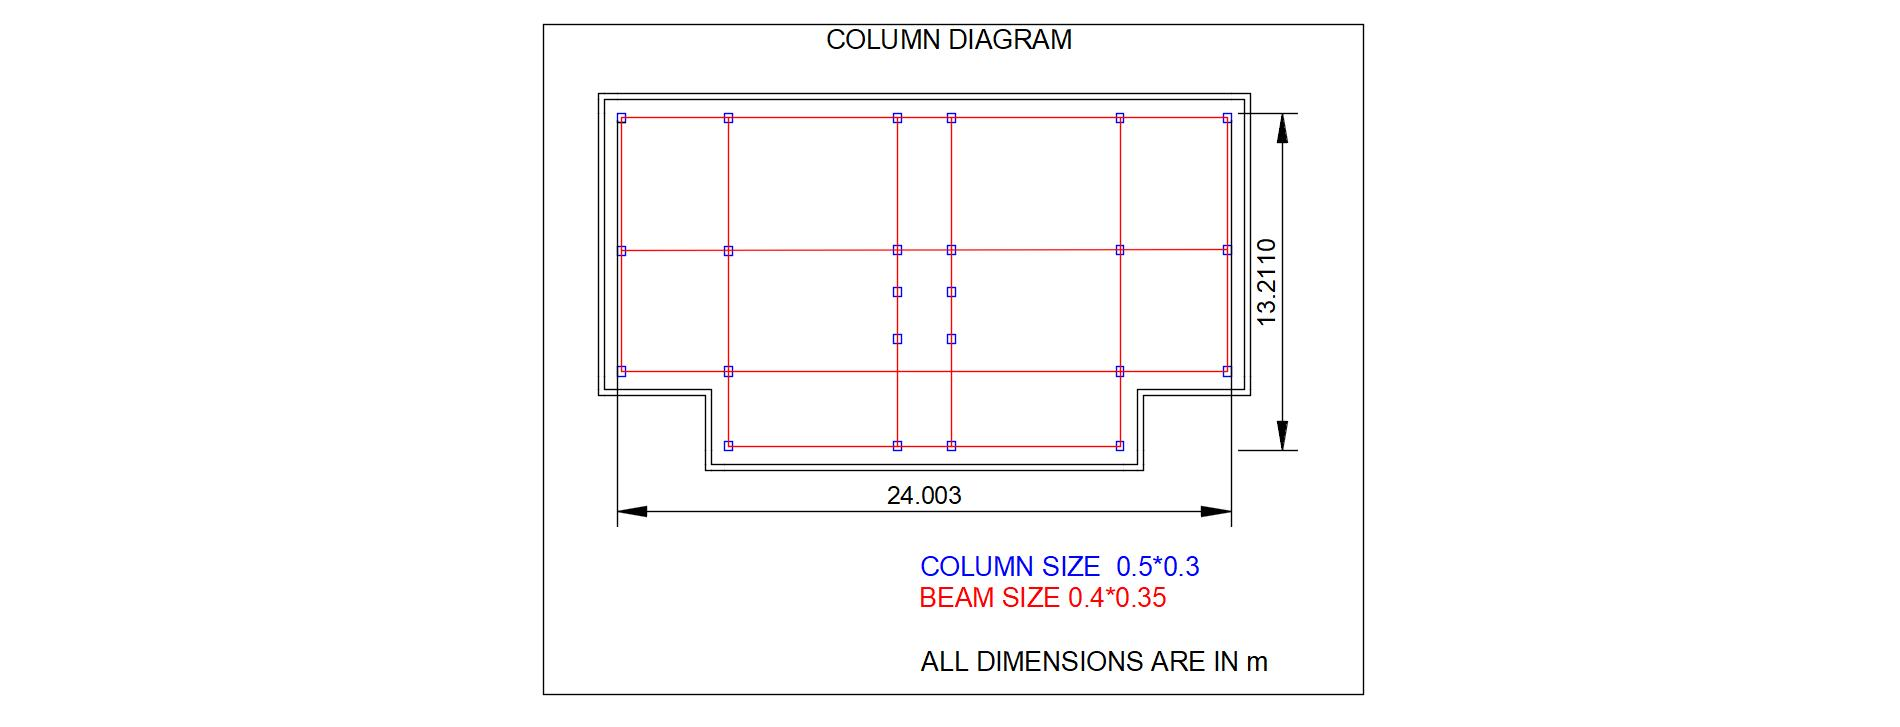 COLUMN DIAGRAM
13.2110
24.003
COLUMN SIZE 0.5*0.3
BEAM SIZE 0.4*0.35
ALL DIMENSIONS ARE IN m